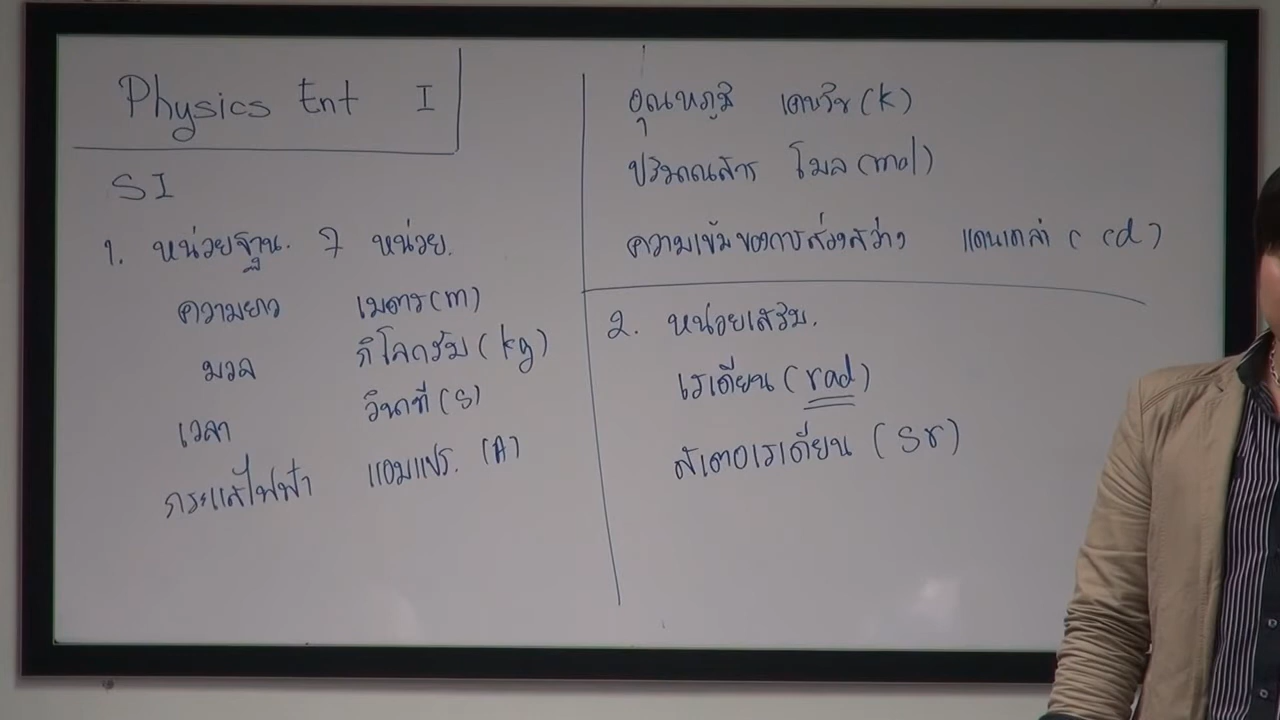 Physics Ent I
SI
1. หน่วยฐาน. 7 หน่วย.
ความยาว เมตร (m)
มวล กิโลกรัม (kg)
เวลา วินาที (s)
กระแสไฟฟ้า แอมแปร. (A)
อุณหภูมิ เคลวิน (K)
ปริมาณสาร โมล (mol)
ความเข้มของการส่องสว่าง แคนเดลา (cd)
2. หน่วยเสริม.
เรเดียน (rad)
สเตอเรเดียน (sr)